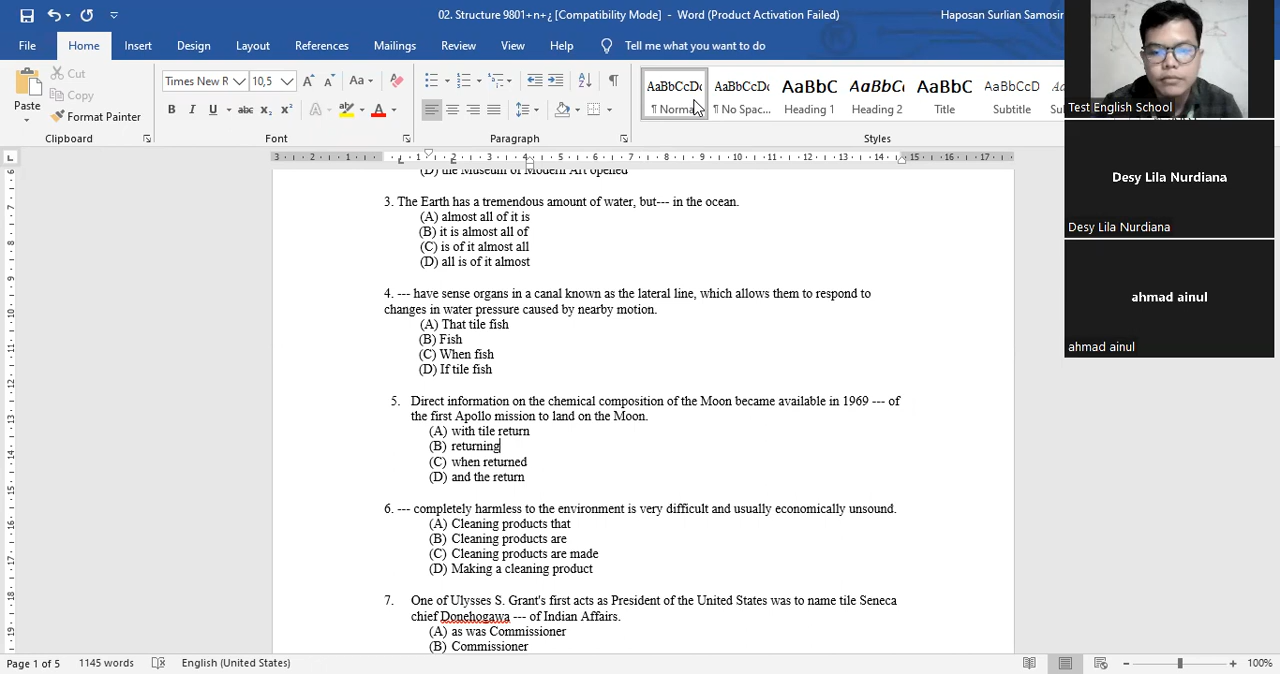 02. Structure 9801+n+¿ [Compatibility Mode] - Word (Product Activation Failed)
Haposan Surlian Samosir
File Home Insert Design Layout References Mailings Review View Help Tell me what you want to do
Paste
Cut
Copy
Format Painter
Clipboard
Times New R 10,5
Font
Paragraph
AaBbCcDc AaBbCcDc AaBbC AaBbCc AaBbC AaBbCcD
¶ Norma ¶ No Spac... Heading 1 Heading 2 Title Subtitle
Styles
(D) the Museum of Modern Art opened
3. The Earth has a tremendous amount of water, but--- in the ocean.
(A) almost all of it is
(B) it is almost all of
(C) is of it almost all
(D) all is of it almost
4. --- have sense organs in a canal known as the lateral line, which allows them to respond to
changes in water pressure caused by nearby motion.
(A) That tile fish
(B) Fish
(C) When fish
(D) If tile fish
5. Direct information on the chemical composition of the Moon became available in 1969 --- of
the first Apollo mission to land on the Moon.
(A) with tile return
(B) returning
(C) when returned
(D) and the return
6. --- completely harmless to the environment is very difficult and usually economically unsound.
(A) Cleaning products that
(B) Cleaning products are
(C) Cleaning products are made
(D) Making a cleaning product
7. One of Ulysses S. Grant's first acts as President of the United States was to name tile Seneca
chief Donehogawa --- of Indian Affairs.
(A) as was Commissioner
(B) Commissioner
Page 1 of 5 1145 words English (United States) 100%
Test English School
Desy Lila Nurdiana
Desy Lila Nurdiana
ahmad ainul
ahmad ainul